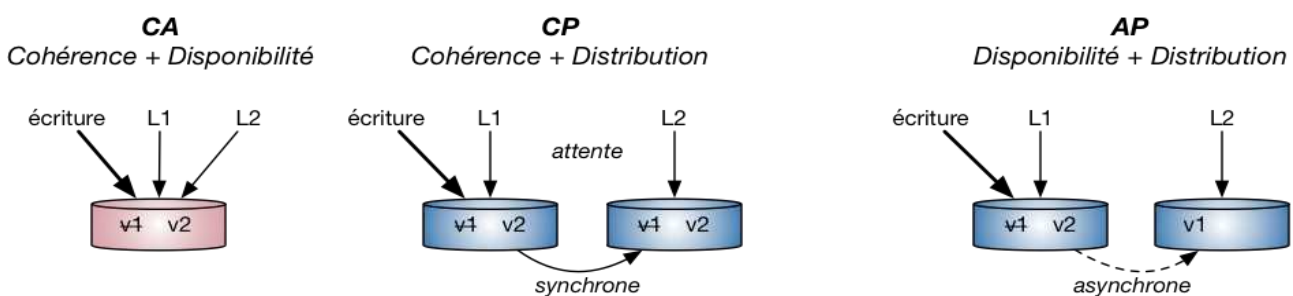 CA
Cohérence + Disponibilité
écriture L1 L2
v1 v2
CP
Cohérence + Distribution
écriture L1 L2
attente
v1 v2 v1 v2
synchrone
AP
Disponibilité + Distribution
écriture L1 L2
v1 v2 v1
asynchrone